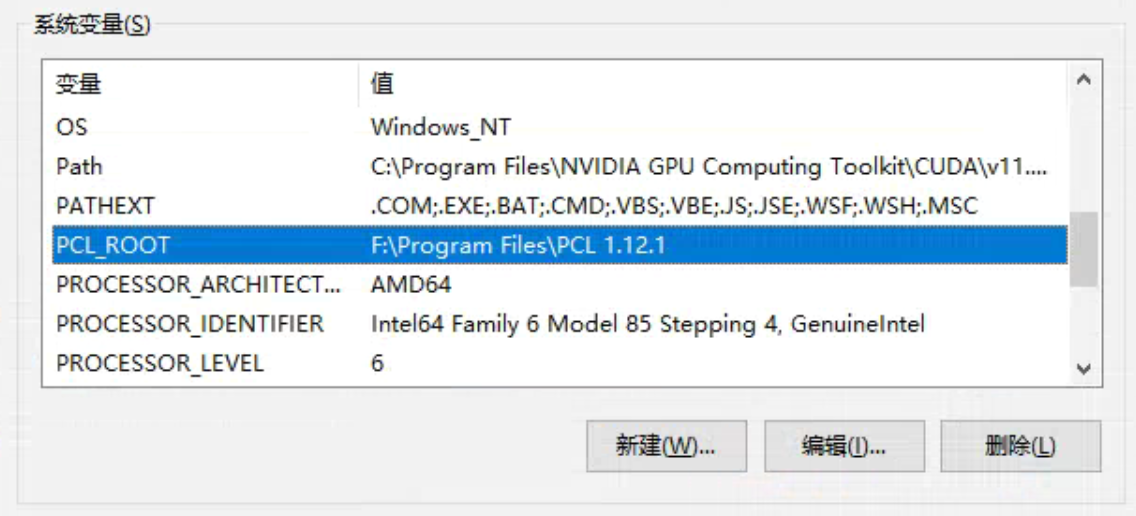 系统变量(S)
变量 值
OS Windows_NT
Path C:\Program Files\NVIDIA GPU Computing Toolkit\CUDA\v11....
PATHEXT .COM;.EXE;.BAT;.CMD;.VBS;.VBE;.JS;.JSE;.WSF;.WSH;.MSC
PCL_ROOT F:\Program Files\PCL 1.12.1
PROCESSOR_ARCHITECT... AMD64
PROCESSOR_IDENTIFIER Intel64 Family 6 Model 85 Stepping 4, GenuineIntel
PROCESSOR_LEVEL 6
新建(W)... 编辑(I)... 删除(L)